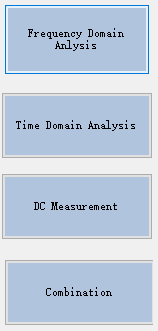 Frequency Domain
Anlysis
Time Domain Analysis
DC Measurement
Combination